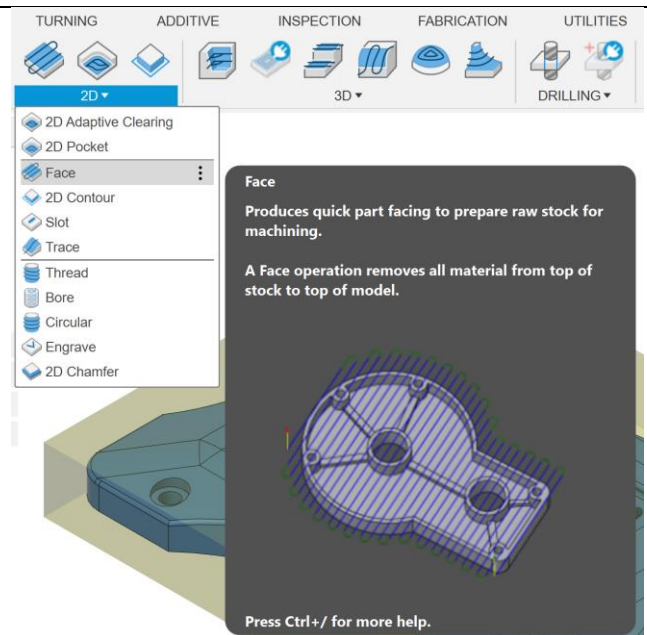 TURNING ADDITIVE INSPECTION FABRICATION UTILITIES
2D▾ 3D▾ DRILLING▾
2D Adaptive Clearing
2D Pocket
Face
2D Contour
Slot
Trace
Thread
Bore
Circular
Engrave
2D Chamfer
Face
Produces quick part facing to prepare raw stock for
machining.
A Face operation removes all material from top of
stock to top of model.
Press Ctrl+/ for more help.